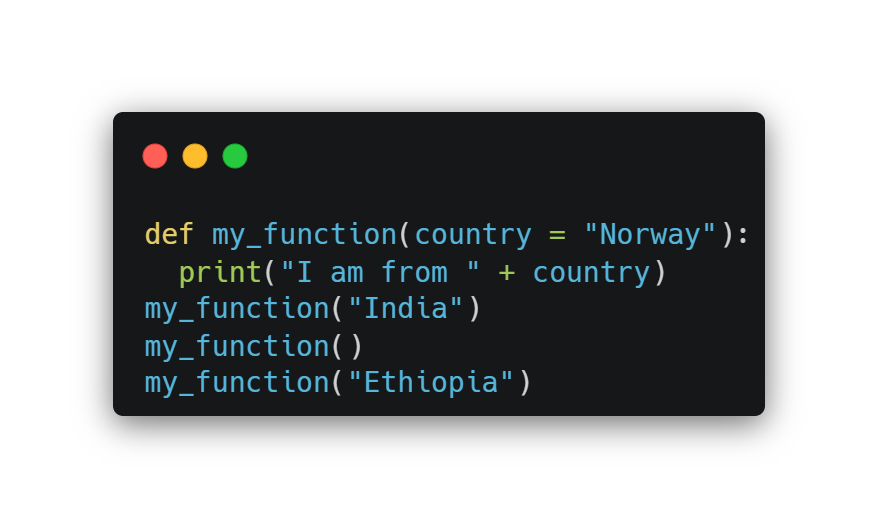 def my_function(country = "Norway"):
  print("I am from " + country)
my_function("India")
my_function()
my_function("Ethiopia")